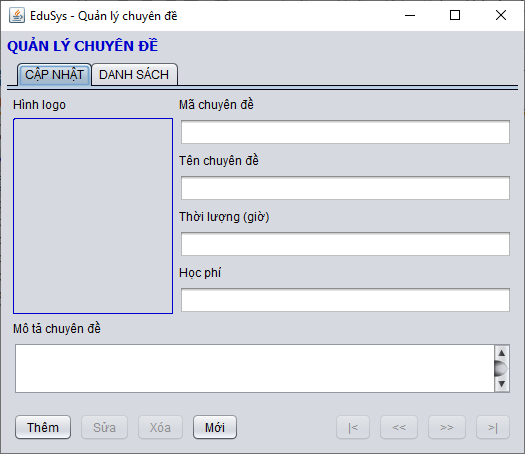 EduSys - Quản lý chuyên đề
QUẢN LÝ CHUYÊN ĐỀ
CẬP NHẬT DANH SÁCH
Hình logo
Mã chuyên đề
Tên chuyên đề
Thời lượng (giờ)
Học phí
Mô tả chuyên đề
Thêm Sửa Xóa Mới |< << >> >|